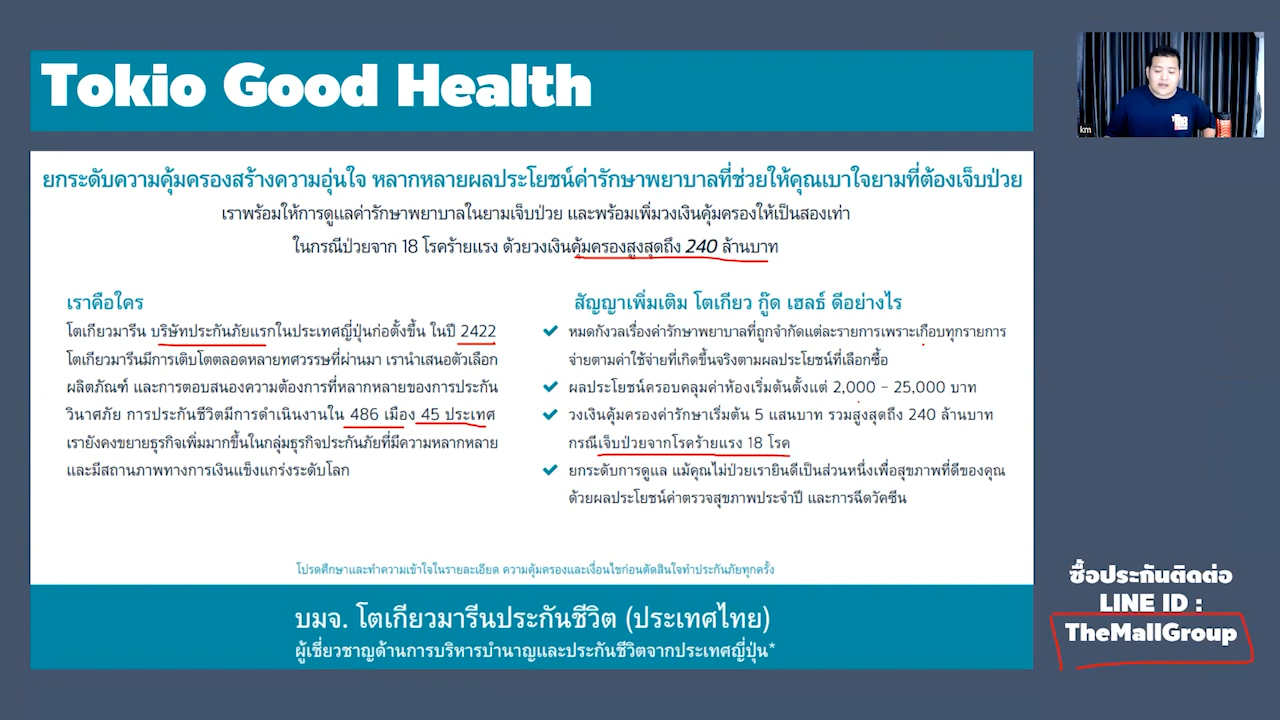 Tokio Good Health
km
ยกระดับความคุ้มครองสร้างความอุ่นใจ หลากหลายผลประโยชน์ค่ารักษาพยาบาลที่ช่วยให้คุณเบาใจยามที่ต้องเจ็บป่วย
เราพร้อมให้การดูแลค่ารักษาพยาบาลในยามเจ็บป่วย และพร้อมเพิ่มวงเงินคุ้มครองให้เป็นสองเท่า
ในกรณีป่วยจาก 18 โรคร้ายแรง ด้วยวงเงินคุ้มครองสูงสุดถึง 240 ล้านบาท
เราคือใคร
โตเกียวมารีน บริษัทประกันภัยแรกในประเทศญี่ปุ่นก่อตั้งขึ้น ในปี 2422
โตเกียวมารีนมีการเติบโตตลอดหลายทศวรรษที่ผ่านมา เรานำเสนอตัวเลือก
ผลิตภัณฑ์ และการตอบสนองความต้องการที่หลากหลายของการประกัน
วินาศภัย การประกันชีวิตมีการดำเนินงานใน 486 เมือง 45 ประเทศ
เรายังคงขยายธุรกิจเพิ่มมากขึ้นในกลุ่มธุรกิจประกันภัยที่มีความหลากหลาย
และมีสถานภาพทางการเงินแข็งแกร่งระดับโลก
สัญญาเพิ่มเติม โตเกียว กู๊ด เฮลธ์ ดีอย่างไร
หมดกังวลเรื่องค่ารักษาพยาบาลที่ถูกจำกัดแต่ละรายการเพราะเกือบทุกรายการ
จ่ายตามค่าใช้จ่ายที่เกิดขึ้นจริงตามผลประโยชน์ที่เลือกซื้อ
ผลประโยชน์ครอบคลุมค่าห้องเริ่มต้นตั้งแต่ 2,000 – 25,000 บาท
วงเงินคุ้มครองค่ารักษาเริ่มต้น 5 แสนบาท รวมสูงสุดถึง 240 ล้านบาท
กรณีเจ็บป่วยจากโรคร้ายแรง 18 โรค
ยกระดับการดูแล แม้คุณไม่ป่วยเรายินดีเป็นส่วนหนึ่งเพื่อสุขภาพที่ดีของคุณ
ด้วยผลประโยชน์ค่าตรวจสุขภาพประจำปี และการฉีดวัคซีน
โปรดศึกษาและทำความเข้าใจในรายละเอียด ความคุ้มครองและเงื่อนไขก่อนตัดสินใจทำประกันภัยทุกครั้ง
บมจ. โตเกียวมารีนประกันชีวิต (ประเทศไทย)
ผู้เชี่ยวชาญด้านการบริหารบำนาญและประกันชีวิตจากประเทศญี่ปุ่น*
ซื้อประกันติดต่อ
LINE ID :
TheMallGroup